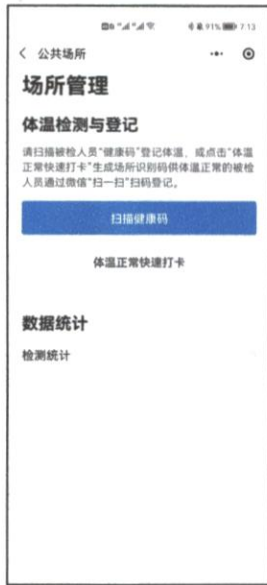 91% 7:13
公共场所
场所管理
体温检测与登记
请扫描被检人员“健康码”登记体温，或点击“体温
正常快速打卡”生成场所识别码供体温正常的被检
人员通过微信“扫一扫”扫码登记。
扫描健康码
体温正常快速打卡
数据统计
检测统计